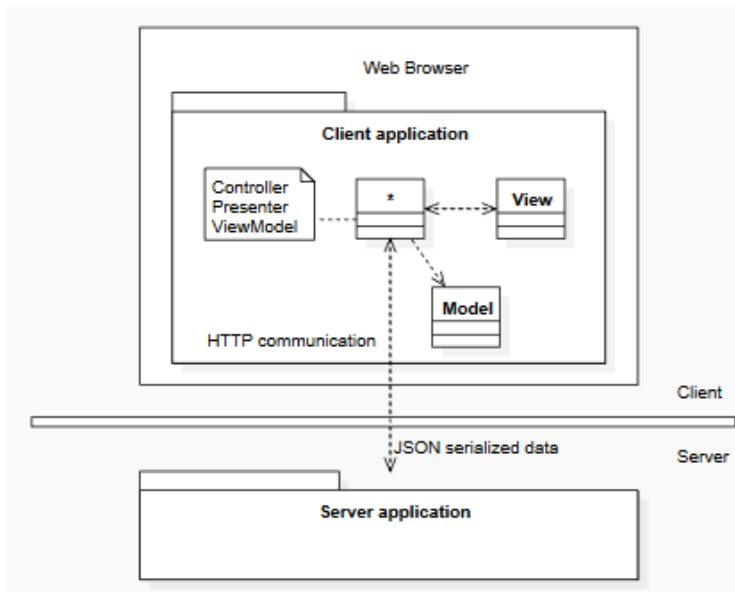 Web Browser
Client application
Controller
Presenter
ViewModel
*
View
Model
HTTP communication
Client
JSON serialized data
Server
Server application